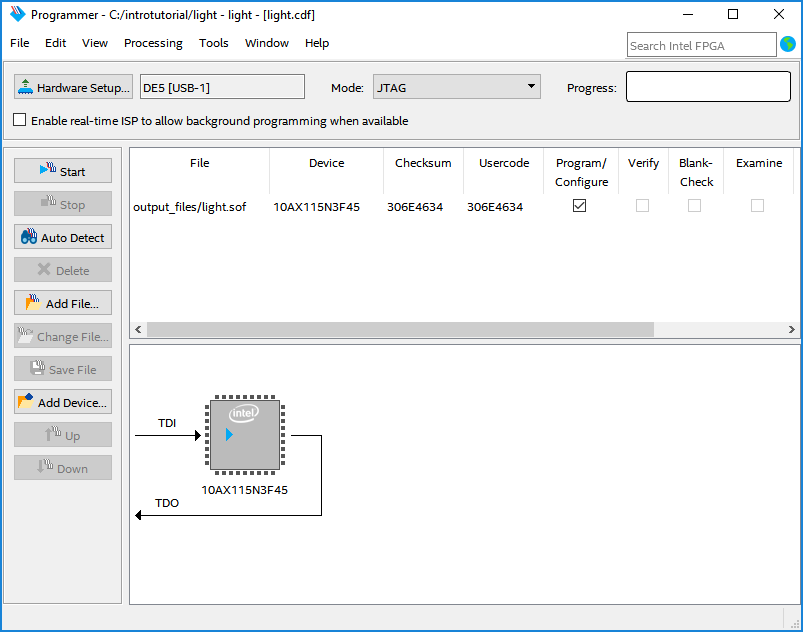 Programmer - C:/introtutorial/light - light - [light.cdf]
File Edit View Processing Tools Window Help
Search Intel FPGA
Hardware Setup... DE5 [USB-1] Mode: JTAG Progress:
Enable real-time ISP to allow background programming when available
Start
Stop
Auto Detect
Delete
Add File...
Change File...
Save File
Add Device...
Up
Down
File Device Checksum Usercode Program/ Verify Blank- Examine
Configure Check
output_files/light.sof 10AX115N3F45 306E4634 306E4634
intel
TDI
10AX115N3F45
TDO